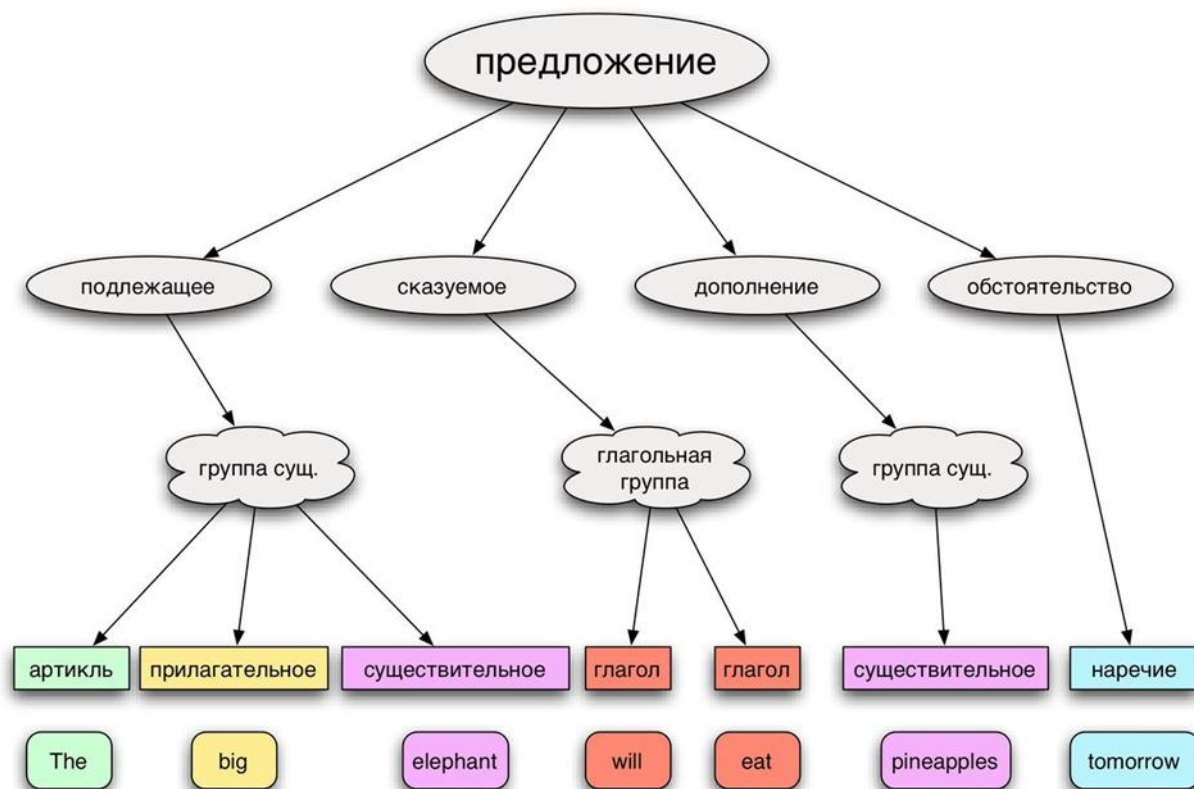 предложение
подлежащее
сказуемое
дополнение
обстоятельство
группа сущ.
глагольная
группа
группа сущ.
артикль
прилагательное
существительное
глагол
глагол
существительное
наречие
The
big
elephant
will
eat
pineapples
tomorrow